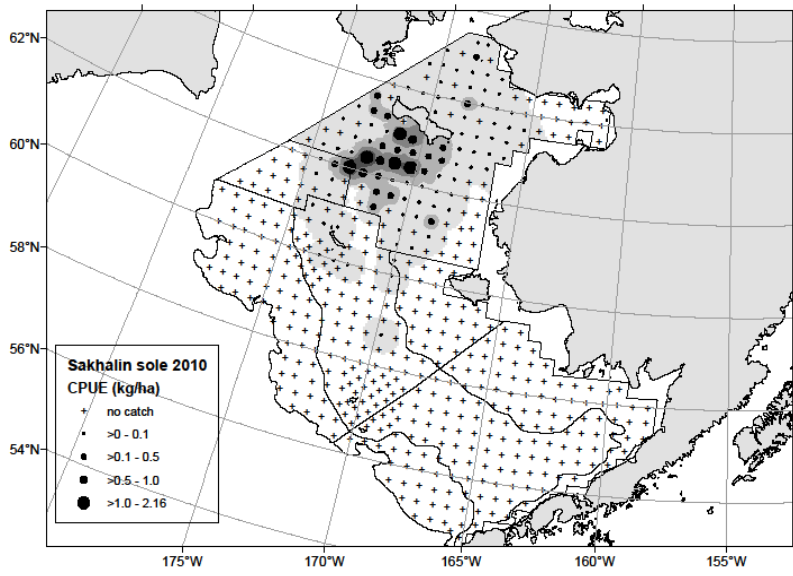 62°N
60°N
58°N
56°N
54°N
Sakhalin sole 2010
CPUE (kg/ha)
no catch
>0 - 0.1
>0.1 - 0.5
>0.5 - 1.0
>1.0 - 2.16
175°W
170°W
165°W
160°W
155°W